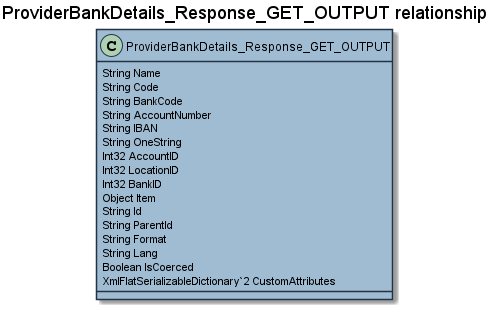 ProviderBankDetails_Response_GET_OUTPUT relationship
C ProviderBankDetails_Response_GET_OUTPUT
String Name
String Code
String BankCode
String AccountNumber
String IBAN
String OneString
Int32 AccountID
Int32 LocationID
Int32 BankID
Object Item
String Id
String ParentId
String Format
String Lang
Boolean IsCoerced
XmlFlatSerializableDictionary`2 CustomAttributes